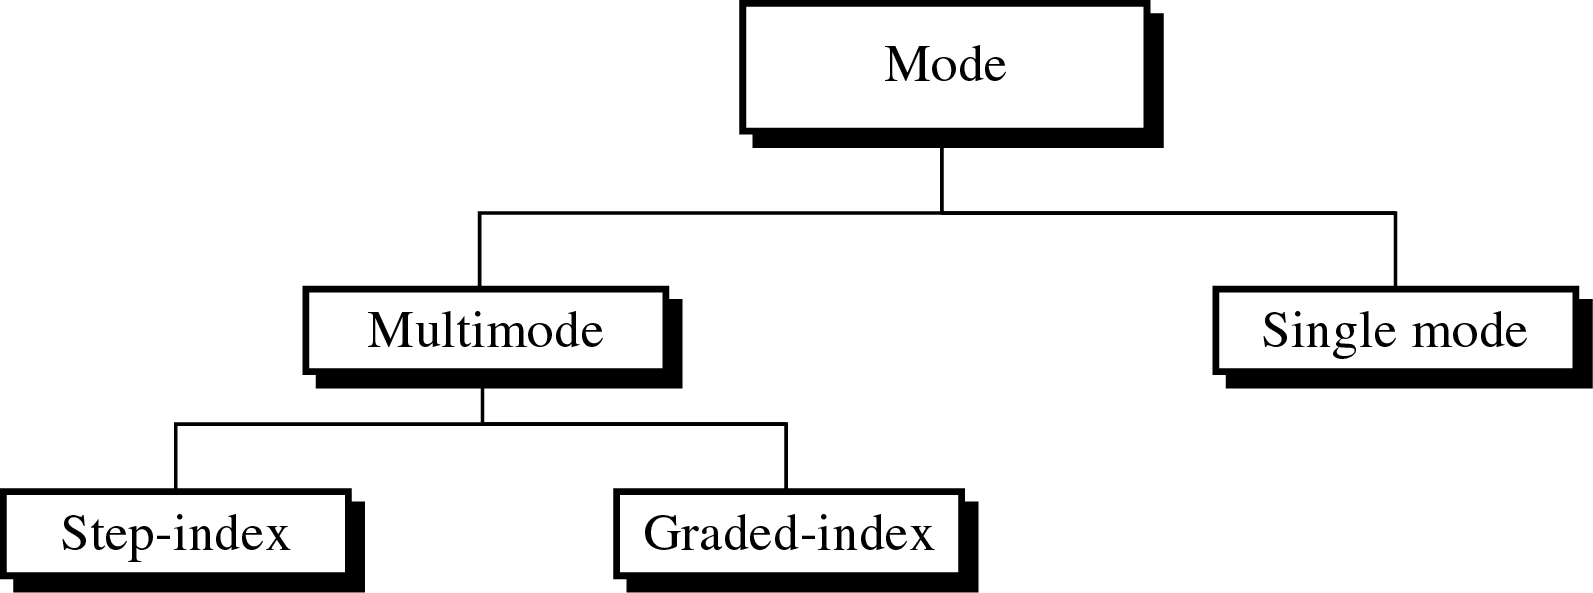 Mode
Multimode
Single mode
Step-index
Graded-index